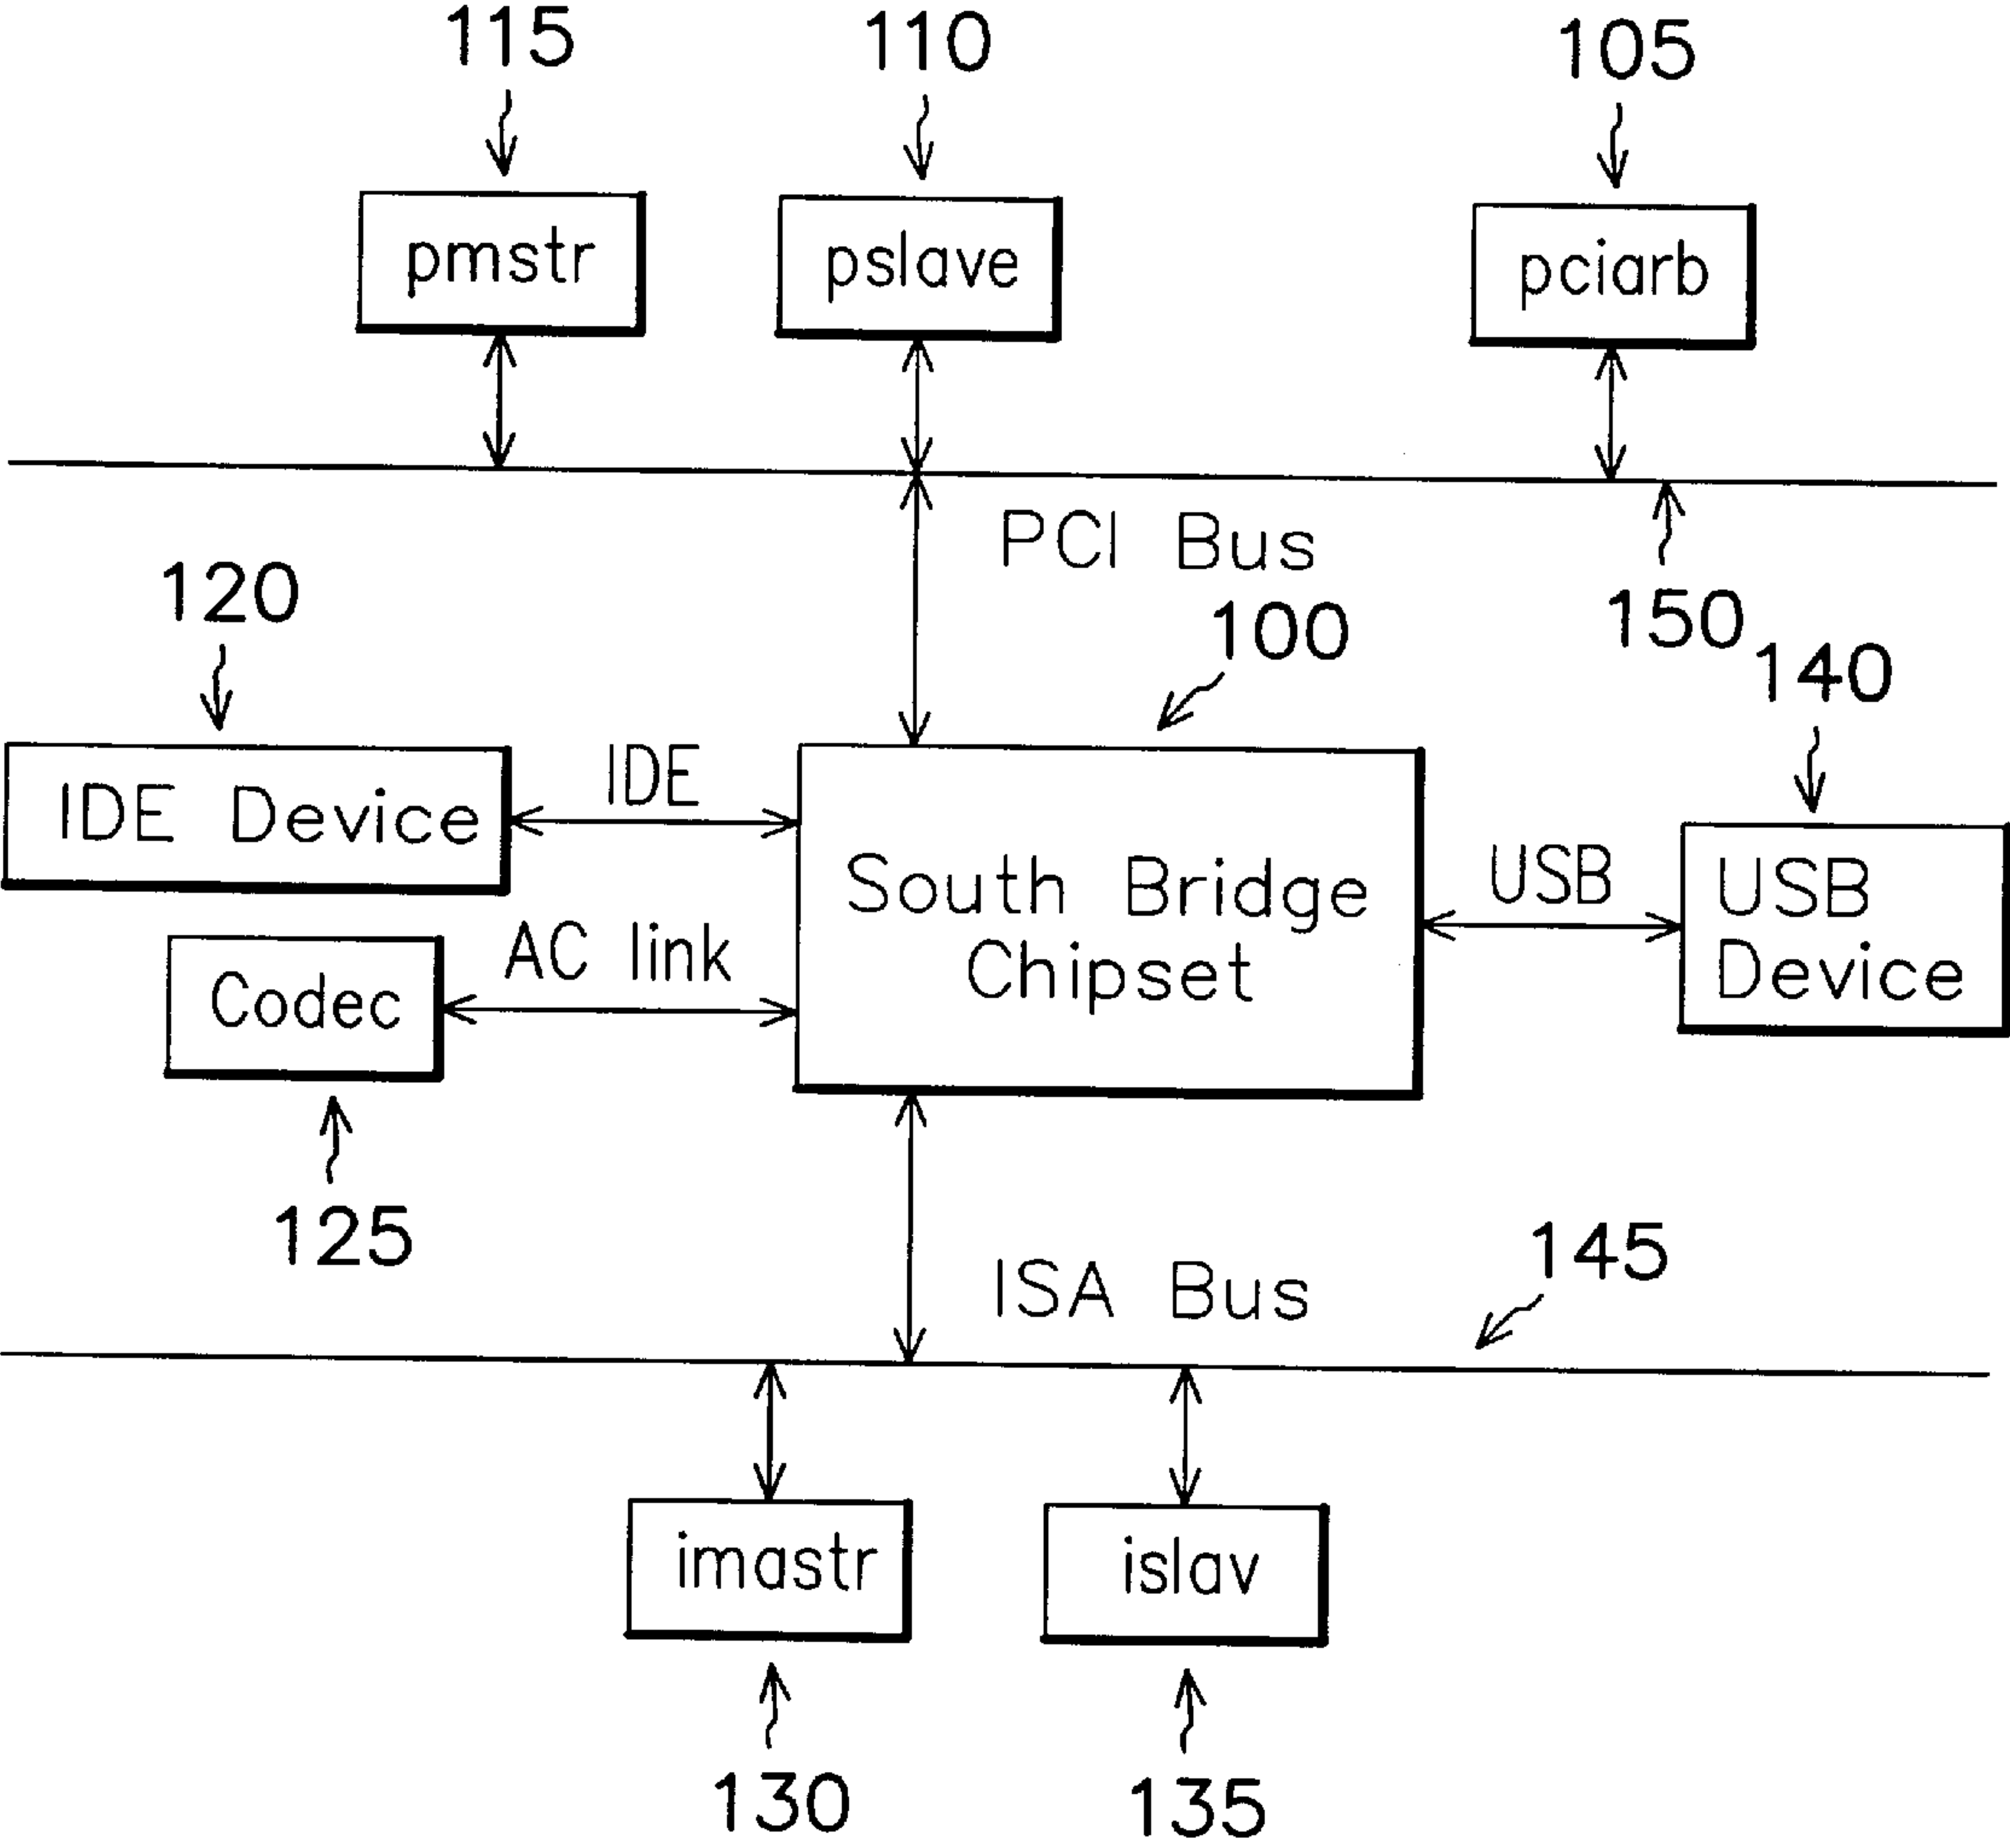 115
110
105
pmstr
pslave
pciarb
PCI Bus
150
120
100
140
IDE Device
IDE
South Bridge
Chipset
USB
USB
Device
AC link
Codec
125
ISA Bus
145
imastr
islav
130
135